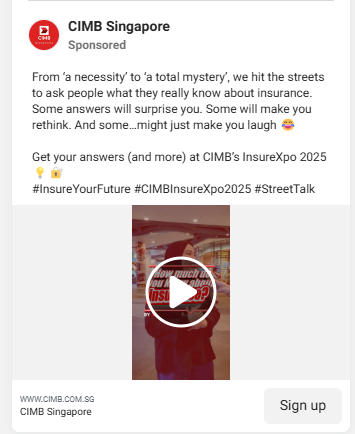 CIMB
CIMB Singapore
Sponsored
From ‘a necessity’ to ‘a total mystery’, we hit the streets
to ask people what they really know about insurance.
Some answers will surprise you. Some will make you
rethink. And some…might just make you laugh 😂
Get your answers (and more) at CIMB’s InsureXpo 2025
💡 🔐
#InsureYourFuture #CIMBInsureXpo2025 #StreetTalk
How much do
you know about
WWW.CIMB.COM.SG
CIMB Singapore
Sign up